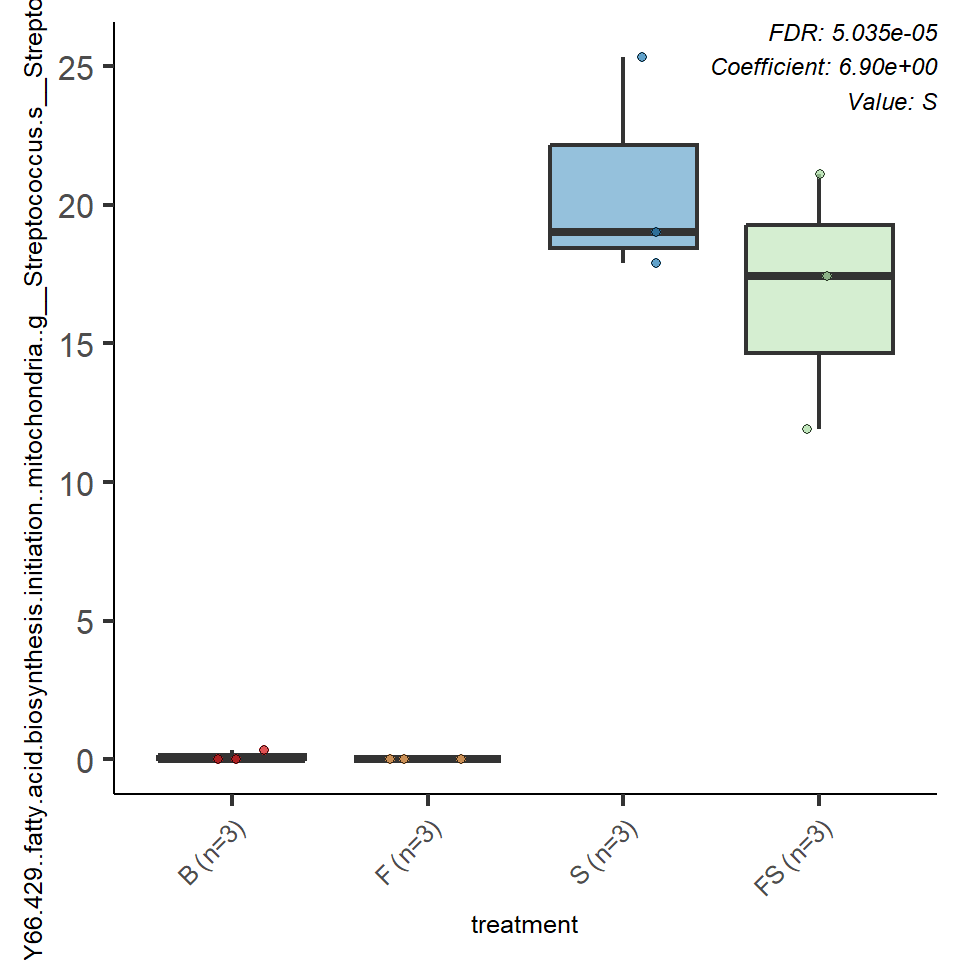 FDR: 5.035e-05
Coefficient: 6.90e+00
Value: S
Y66.429..fatty.acid.biosynthesis.initiation..mitochondria..g__Streptococcus.s__Strepto
25
20
15
10
5
0
B (n=3)
F (n=3)
S (n=3)
FS (n=3)
treatment